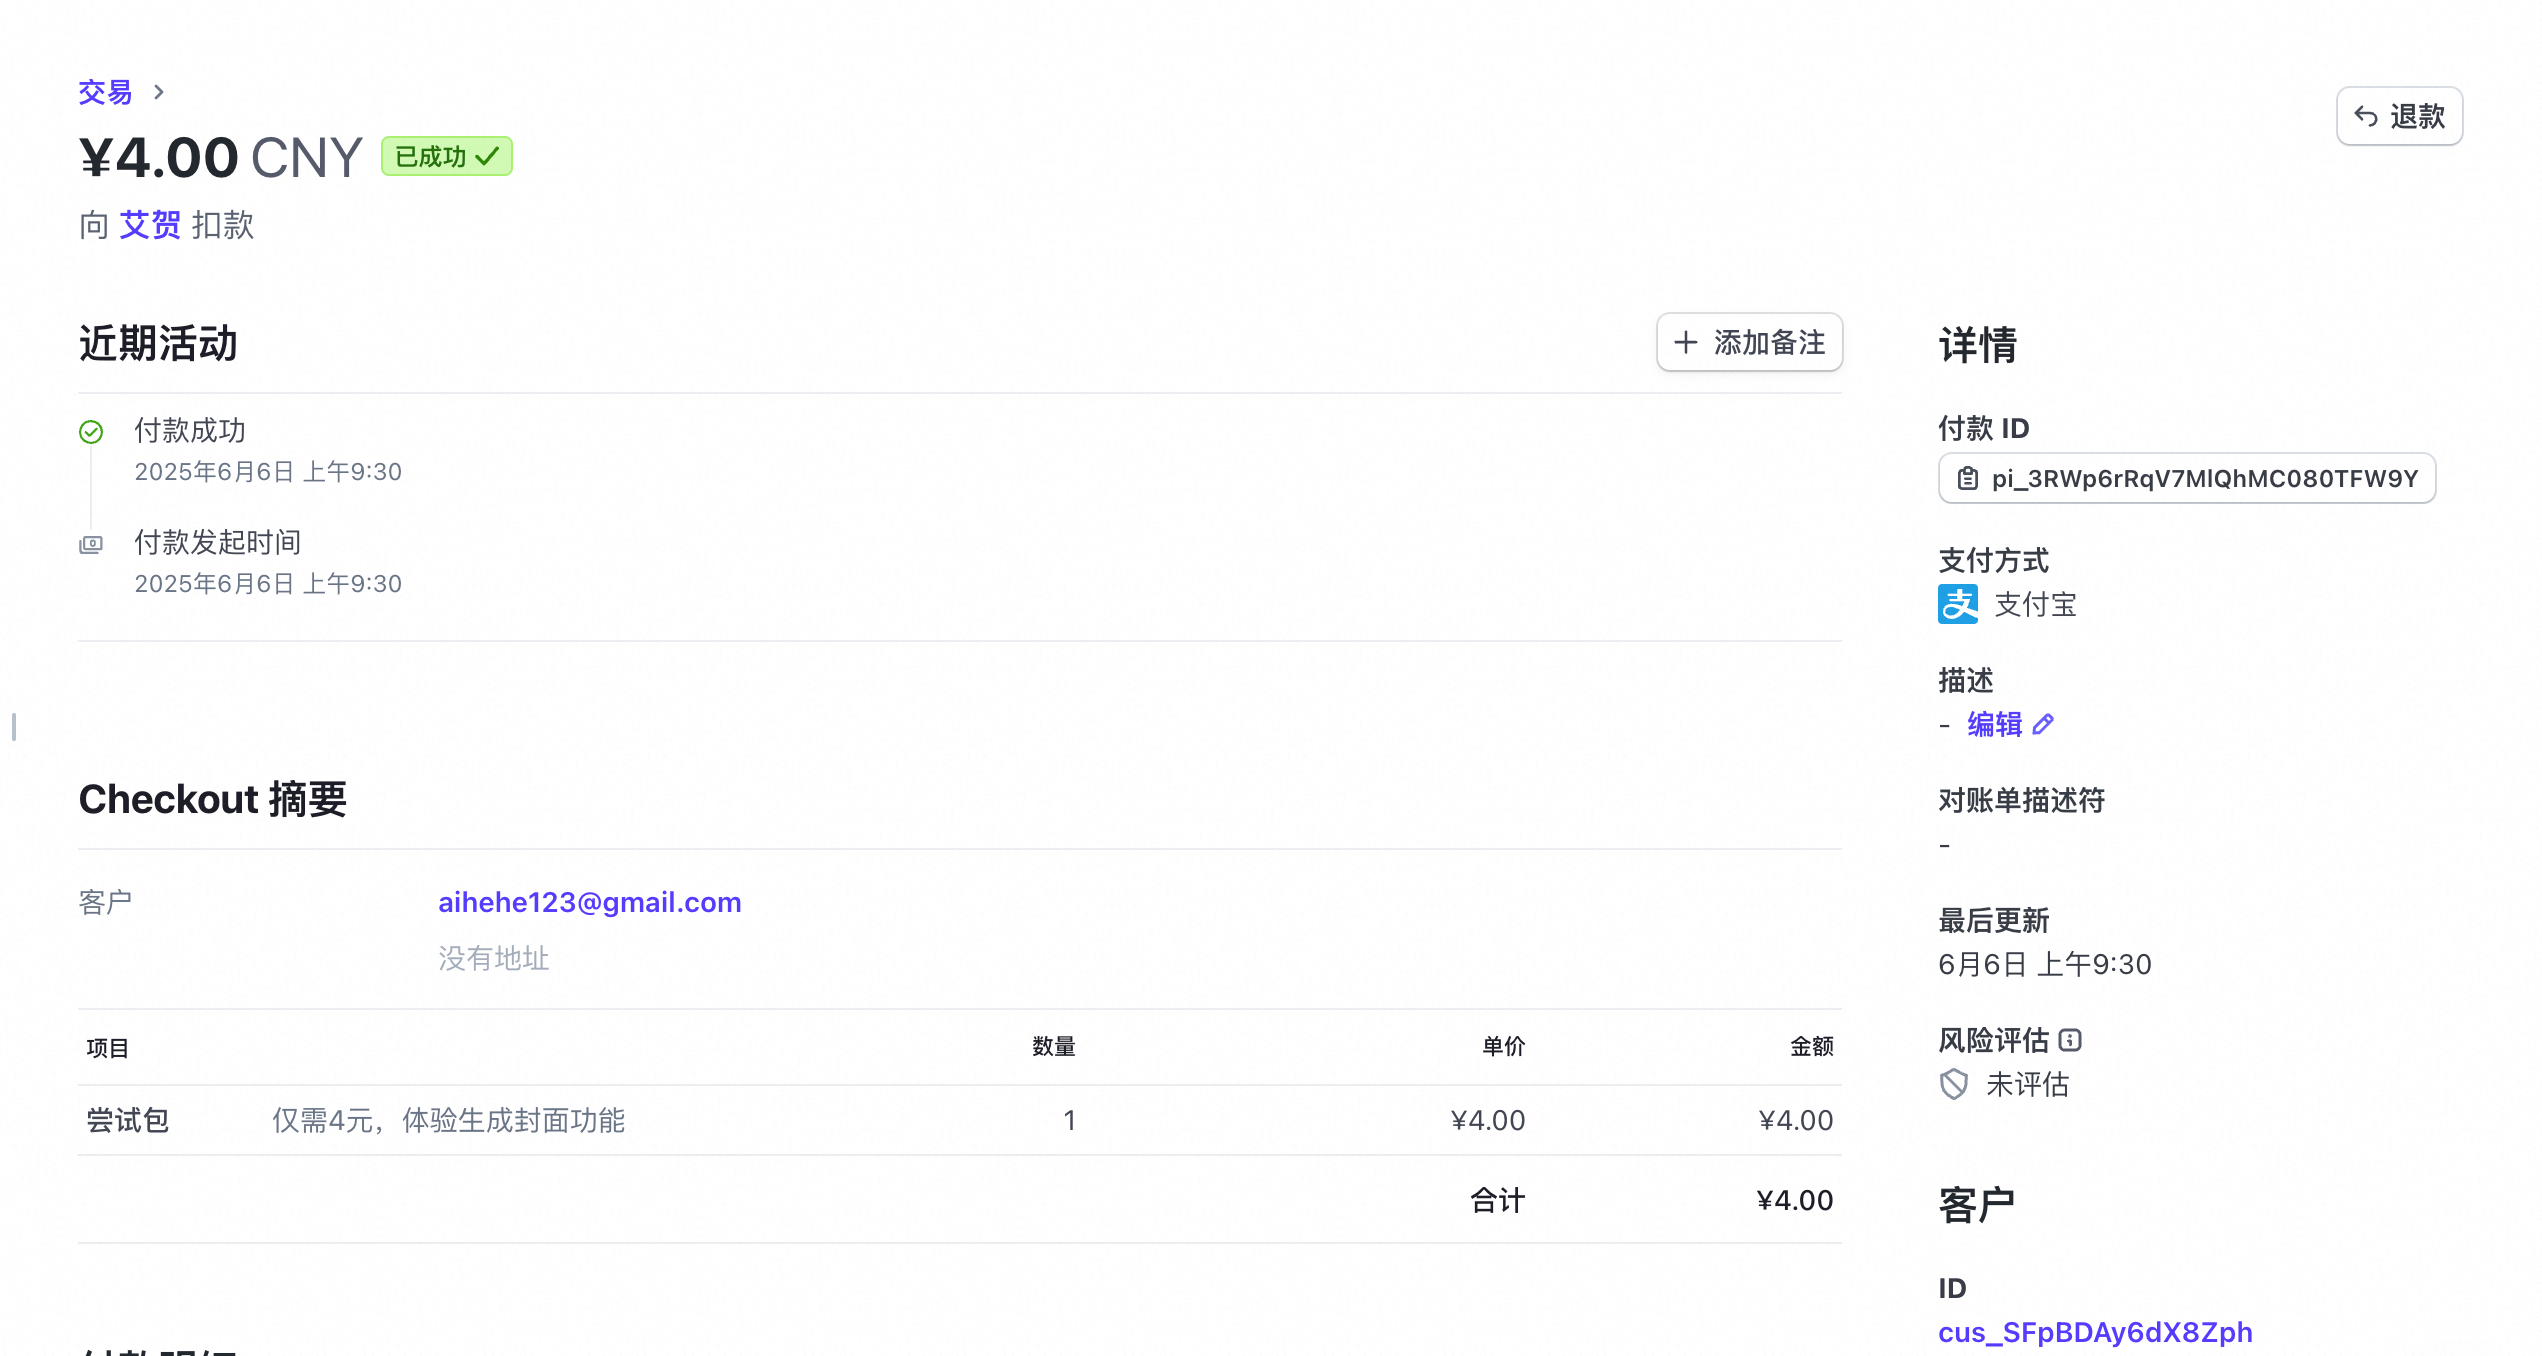 交易
¥4.00 CNY 已成功
向 艾贺 扣款
退款
近期活动
添加备注
付款成功
2025年6月6日 上午9:30
付款发起时间
2025年6月6日 上午9:30
Checkout 摘要
客户 aihehe123@gmail.com
没有地址
项目 数量 单价 金额
尝试包 仅需4元，体验生成封面功能 1 ¥4.00 ¥4.00
合计 ¥4.00
详情
付款 ID
pi_3RWp6rRqV7MlQhMC080TFW9Y
支付方式
支 支付宝
描述
- 编辑
对账单描述符
-
最后更新
6月6日 上午9:30
风险评估
未评估
客户
ID
cus_SFpBDAy6dX8Zph